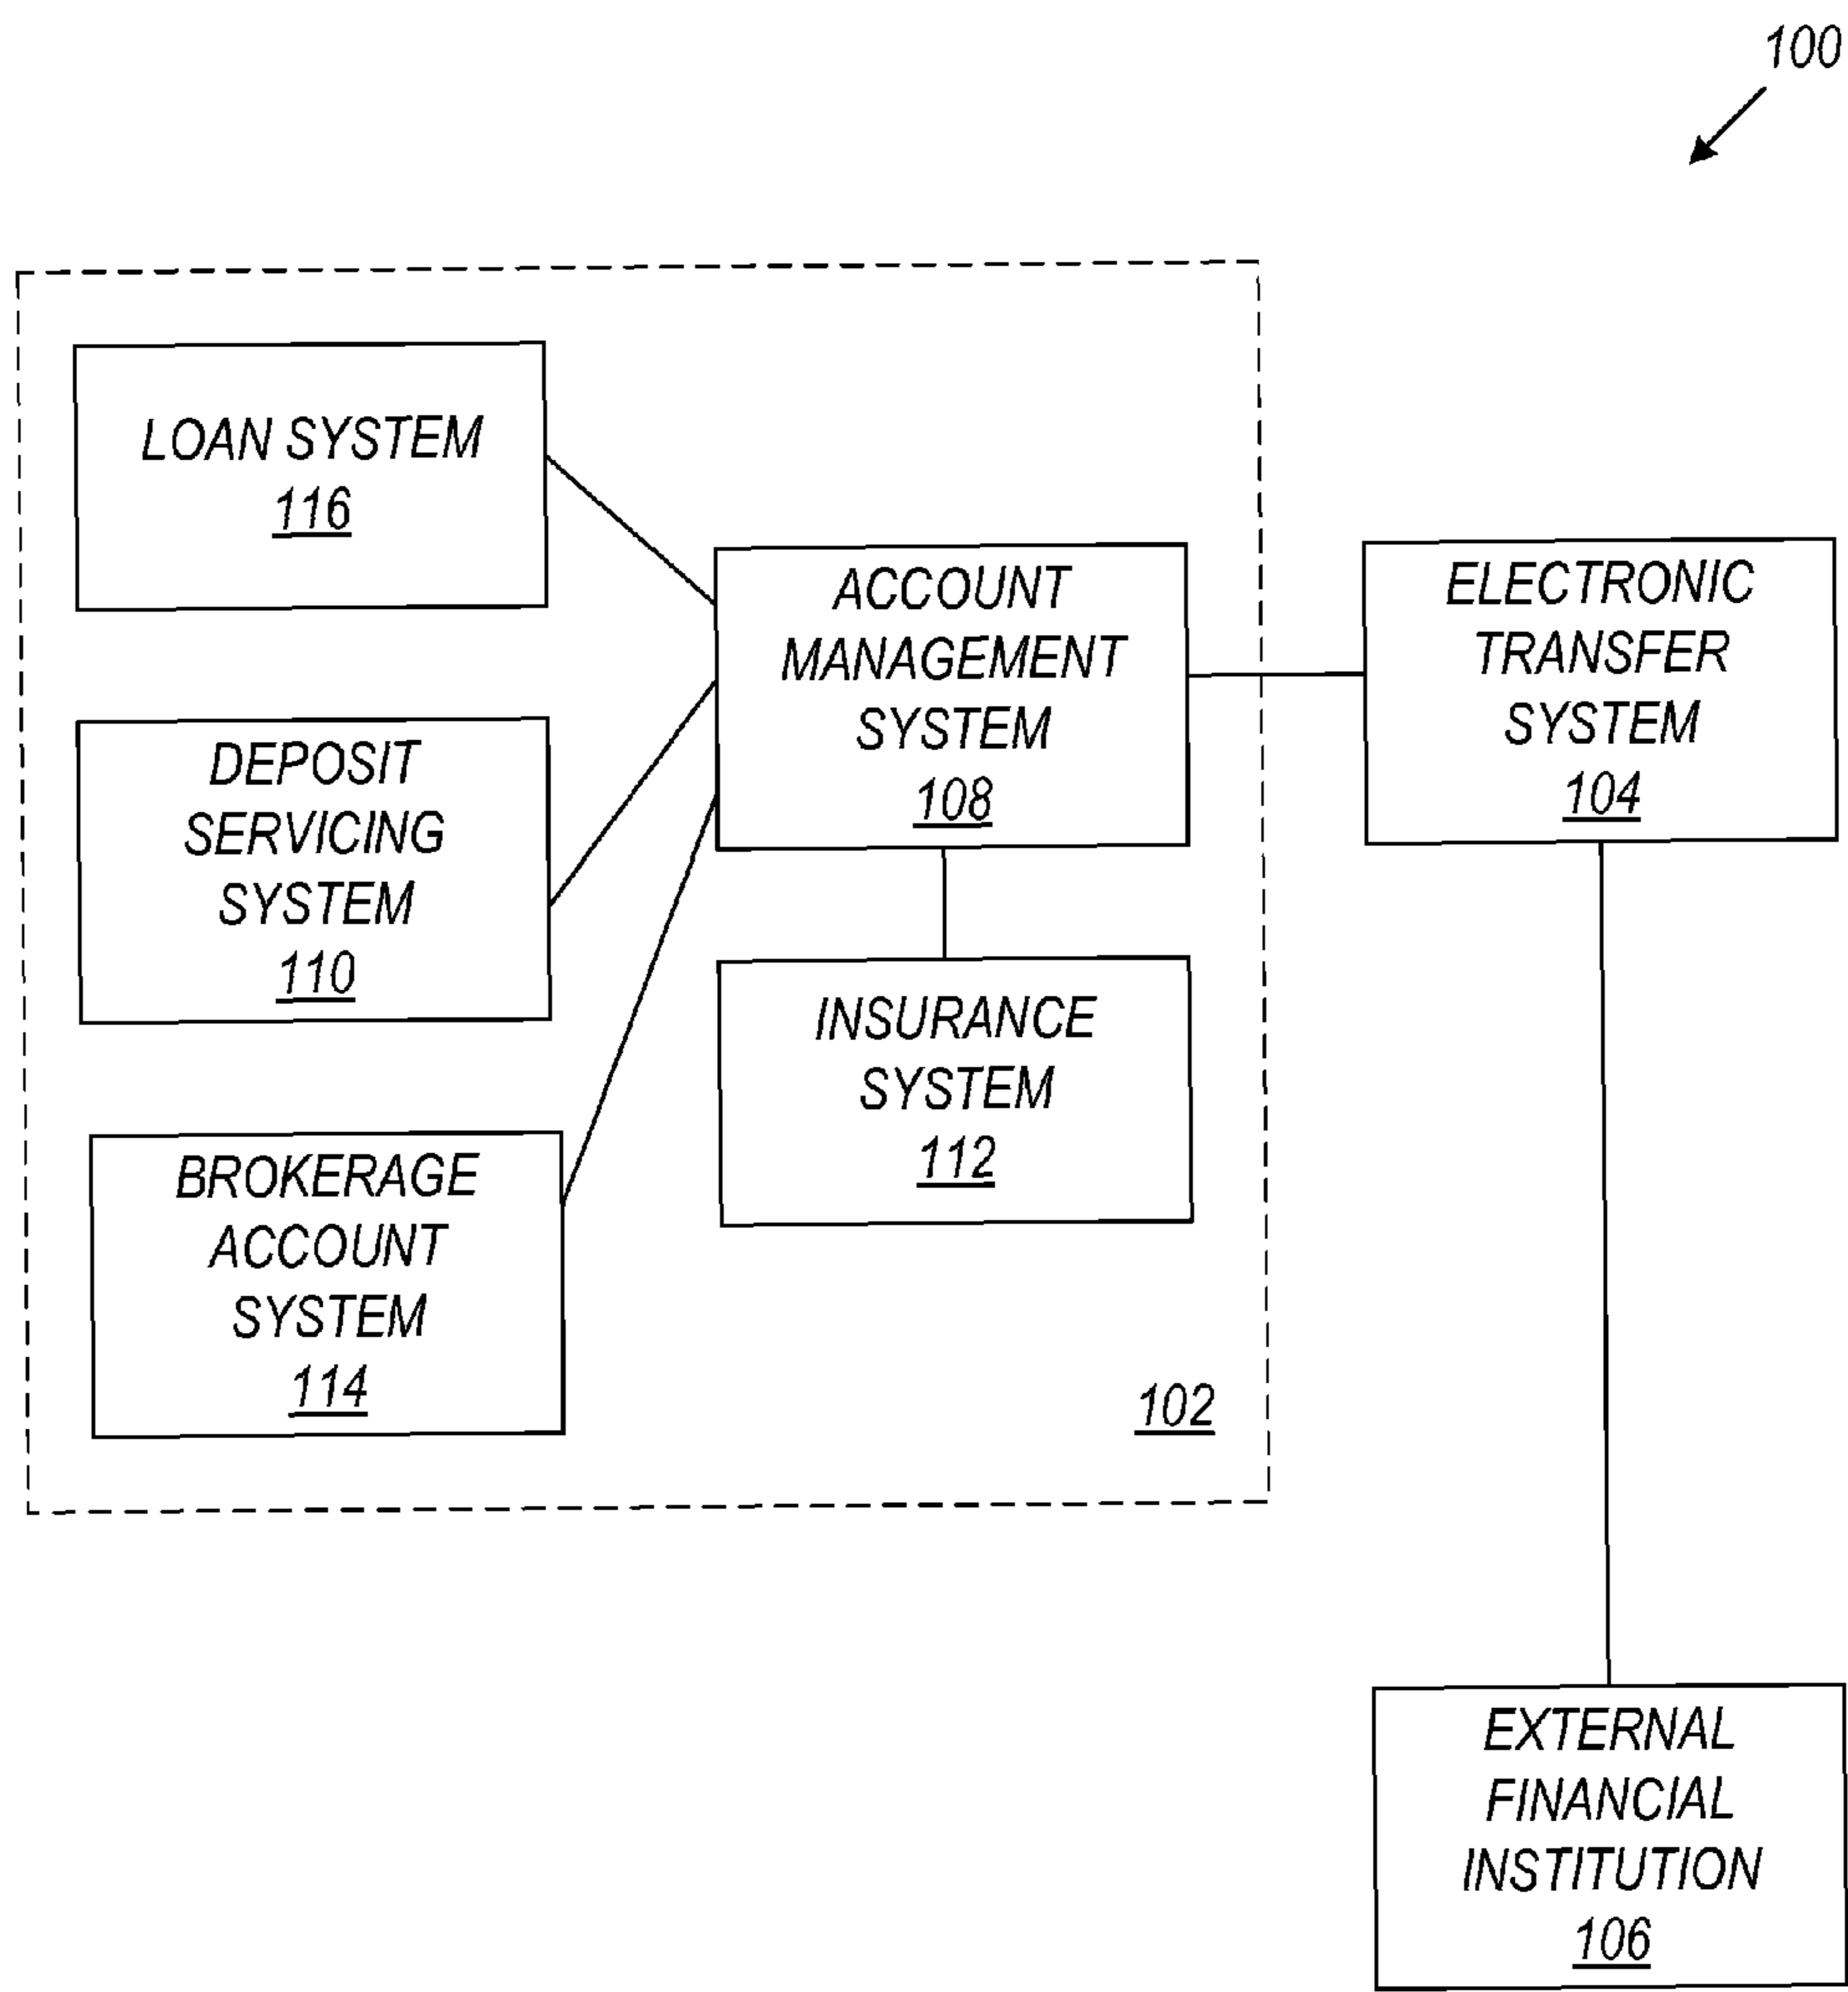 100
LOAN SYSTEM
116
ACCOUNT
MANAGEMENT
SYSTEM
108
ELECTRONIC
TRANSFER
SYSTEM
104
DEPOSIT
SERVICING
SYSTEM
110
INSURANCE
SYSTEM
112
BROKERAGE
ACCOUNT
SYSTEM
114
102
EXTERNAL
FINANCIAL
INSTITUTION
106